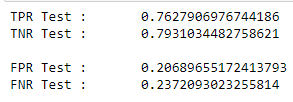 TPR Test :        0.7627906976744186
TNR Test :        0.7931034482758621
FPR Test :        0.20689655172413793
FNR Test :        0.2372093023255814